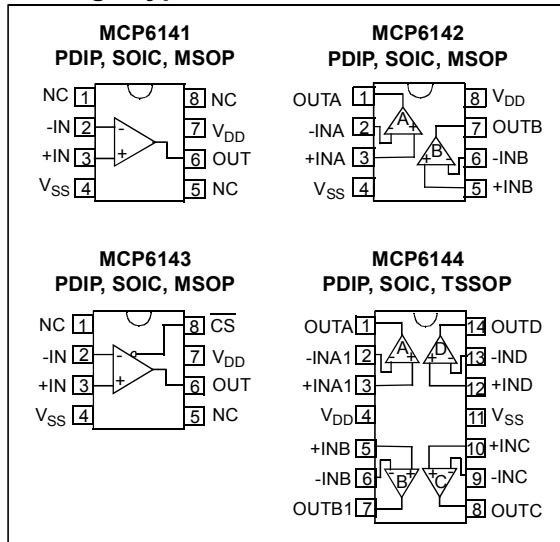 MCP6141
PDIP, SOIC, MSOP
NC 1
8 NC
-IN 2
7 VDD
+IN 3
6 OUT
VSS 4
5 NC
-
+
MCP6142
PDIP, SOIC, MSOP
OUTA 1
8 VDD
-INA 2
7 OUTB
+INA 3
6 -INB
VSS 4
5 +INB
- A +
+ B -
MCP6143
PDIP, SOIC, MSOP
NC 1
8 CS
-IN 2
7 VDD
+IN 3
6 OUT
VSS 4
5 NC
-
+
MCP6144
PDIP, SOIC, TSSOP
OUTA 1
14 OUTD
-INA1 2
13 -IND
+INA1 3
12 +IND
VDD 4
11 VSS
+INB 5
10 +INC
-INB 6
9 -INC
OUTB1 7
8 OUTC
- A +
+ D -
- B +
+ C -